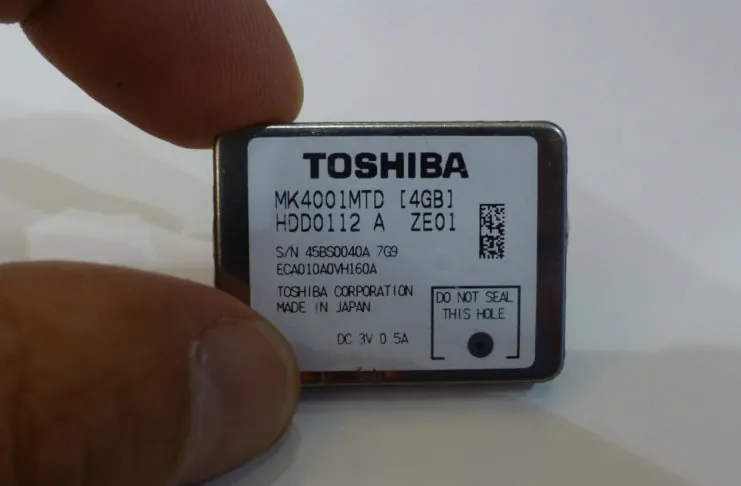 TOSHIBA
MK4001MTD [4GB]
HDD0112 A ZE01
S/N 45BS0040A 7G9
ECA010A0VH160A
TOSHIBA CORPORATION
MADE IN JAPAN
DC 3V 0.5A
DO NOT SEAL
THIS HOLE